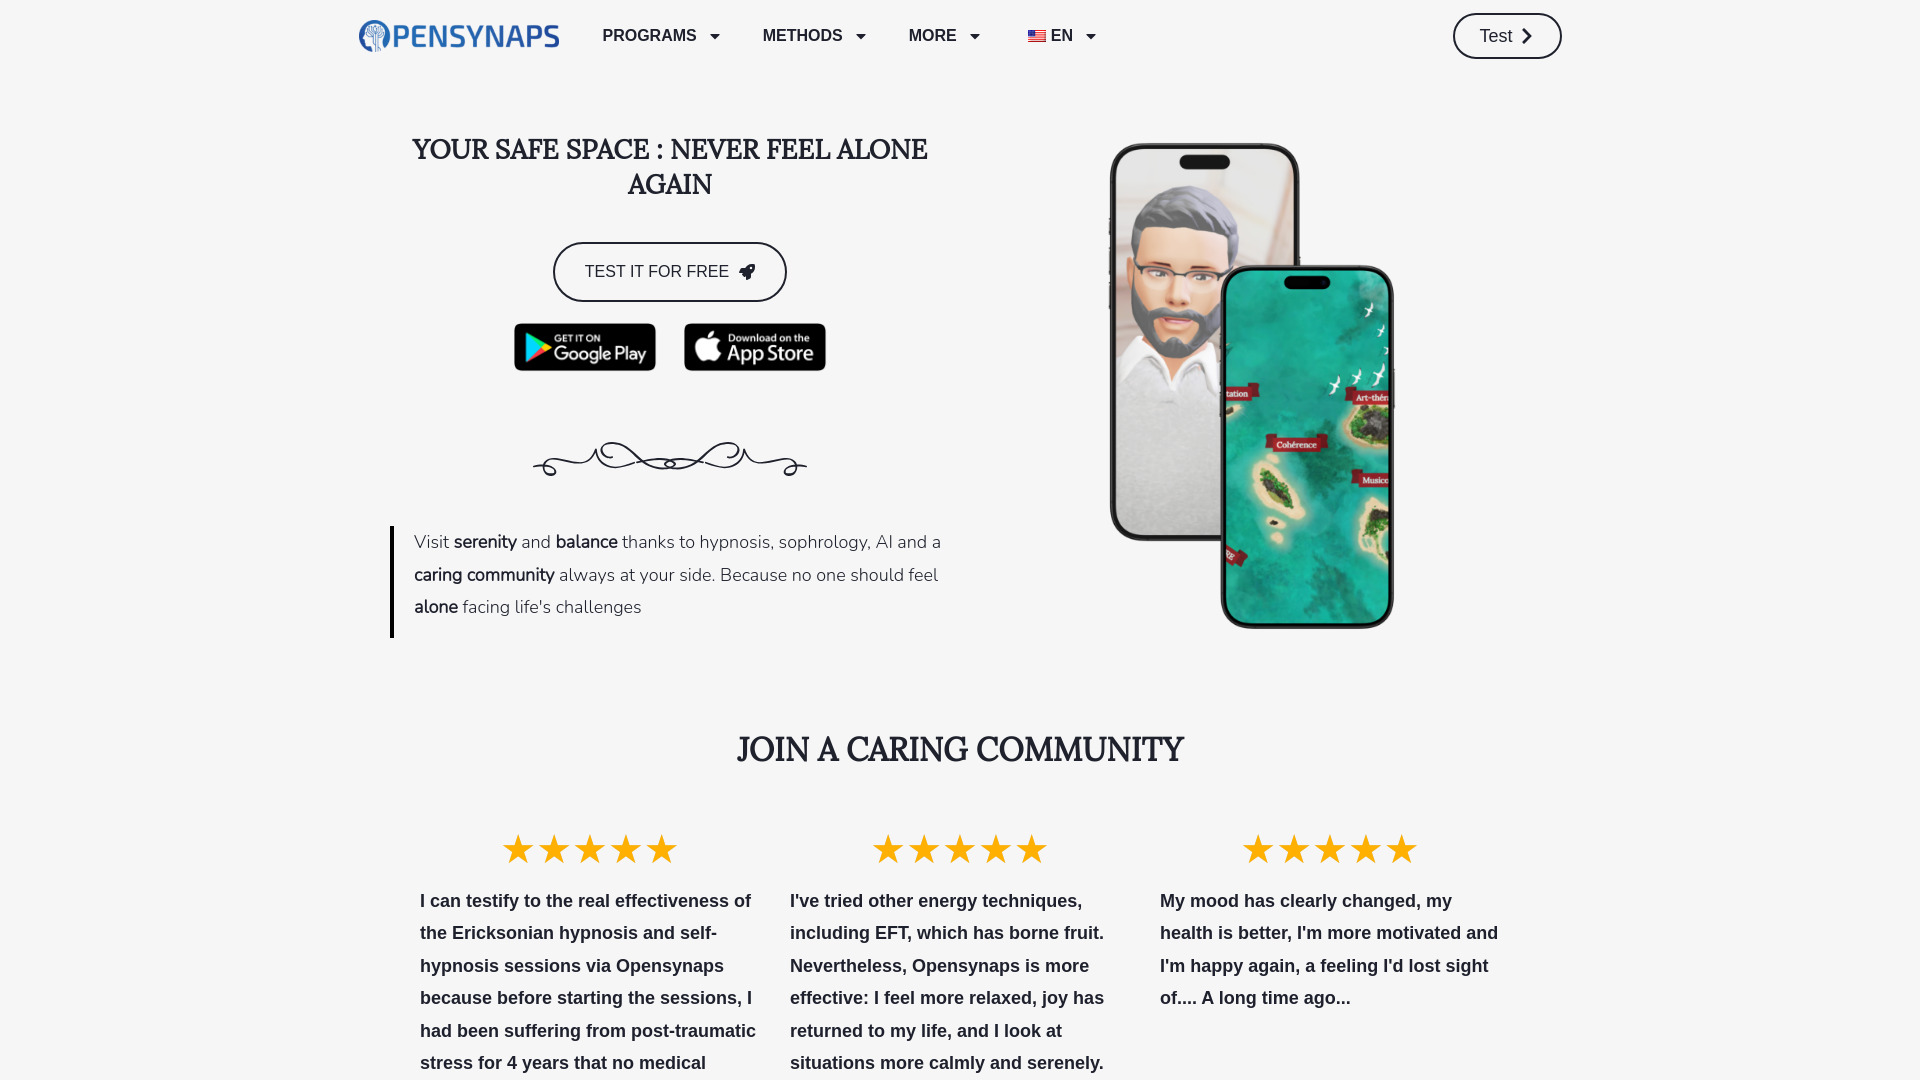 OPENSYNAPS
PROGRAMS
METHODS
MORE
EN
Test
YOUR SAFE SPACE : NEVER FEEL ALONE
AGAIN
TEST IT FOR FREE
GET IT ON
Google Play
Download on the
App Store
Visit serenity and balance thanks to hypnosis, sophrology, AI and a
caring community always at your side. Because no one should feel
alone facing life's challenges
tation
Art-thér
Cohérence
Musico
JOIN A CARING COMMUNITY
I can testify to the real effectiveness of
the Ericksonian hypnosis and self-
hypnosis sessions via Opensynaps
because before starting the sessions, I
had been suffering from post-traumatic
stress for 4 years that no medical
I've tried other energy techniques,
including EFT, which has borne fruit.
Nevertheless, Opensynaps is more
effective: I feel more relaxed, joy has
returned to my life, and I look at
situations more calmly and serenely.
My mood has clearly changed, my
health is better, I'm more motivated and
I'm happy again, a feeling I'd lost sight
of.... A long time ago...